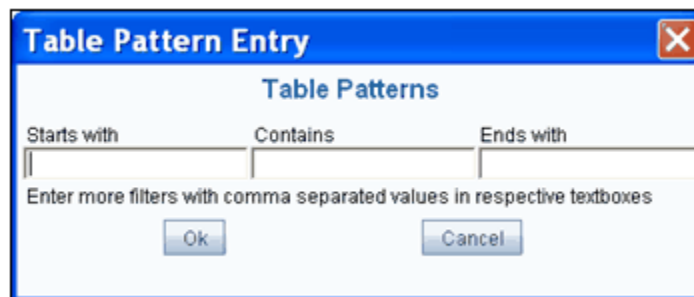 Table Pattern Entry
Table Patterns
Starts with Contains Ends with
Enter more filters with comma separated values in respective textboxes
Ok Cancel